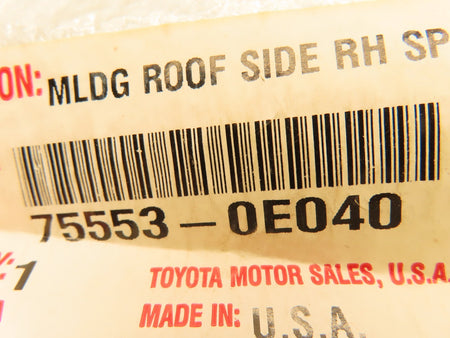 ON: MLDG ROOF SIDE RH SP
75553-0E040
Y:1
TOYOTA MOTOR SALES, U.S.A.
MADE IN: U.S.A.